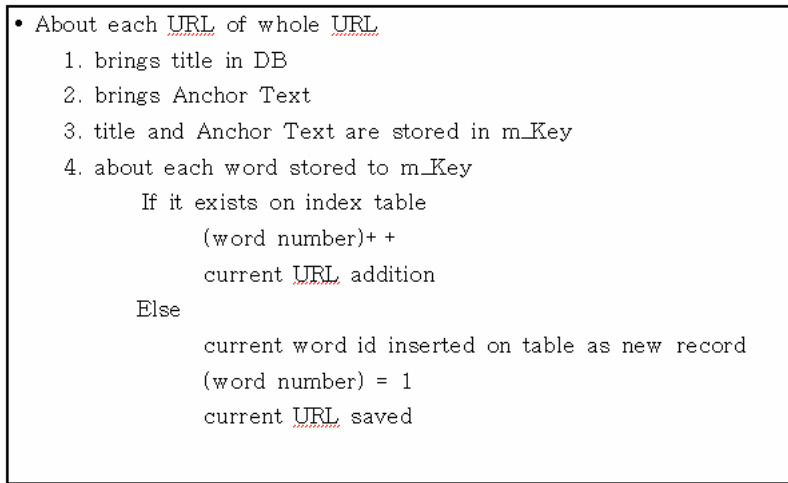 • About each URL of whole URL
1. brings title in DB
2. brings Anchor Text
3. title and Anchor Text are stored in m_Key
4. about each word stored to m_Key
If it exists on index table
(word number)++
current URL addition
Else
current word id inserted on table as new record
(word number) = 1
current URL saved